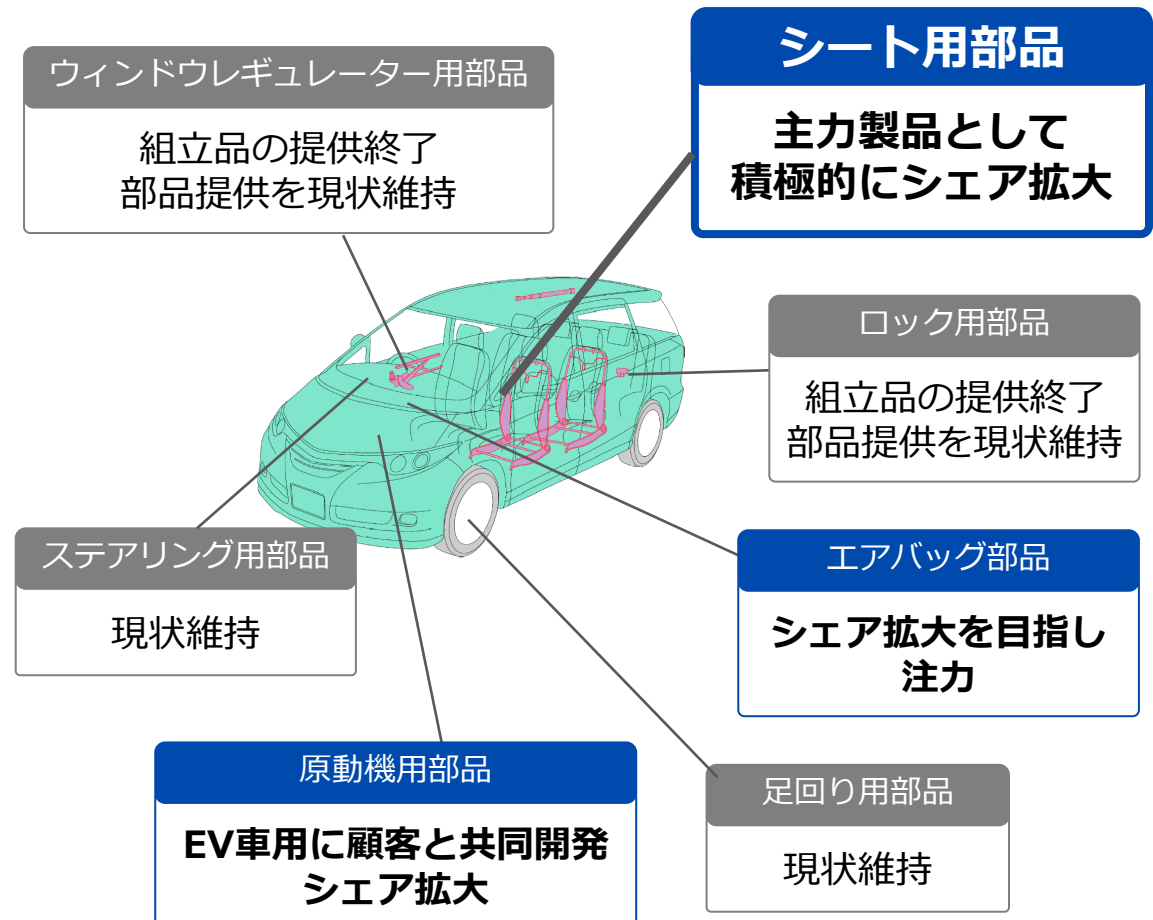 シート用部品
主力製品として
積極的にシェア拡大
ウィンドウレギュレーター用部品
組立品の提供終了
部品提供を現状維持
ロック用部品
組立品の提供終了
部品提供を現状維持
ステアリング用部品
現状維持
エアバッグ部品
シェア拡大を目指し
注力
原動機用部品
EV車用に顧客と共同開発
シェア拡大
足回り用部品
現状維持